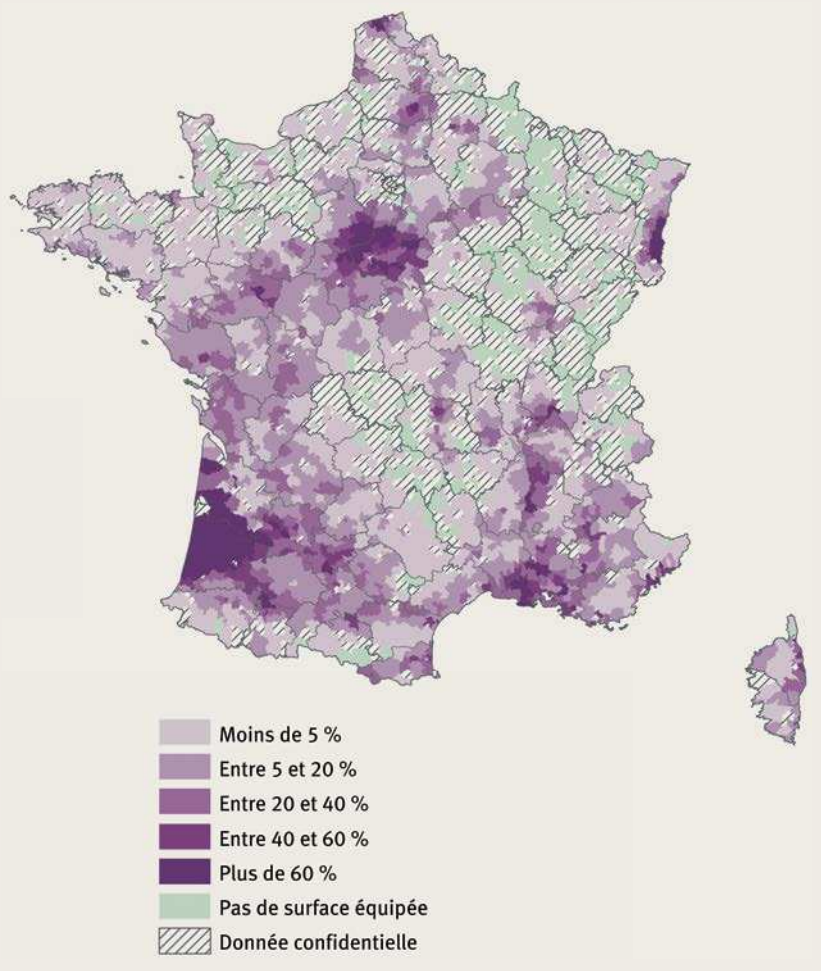 Moins de 5 %
Entre 5 et 20 %
Entre 20 et 40 %
Entre 40 et 60 %
Plus de 60 %
Pas de surface équipée
Donnée confidentielle